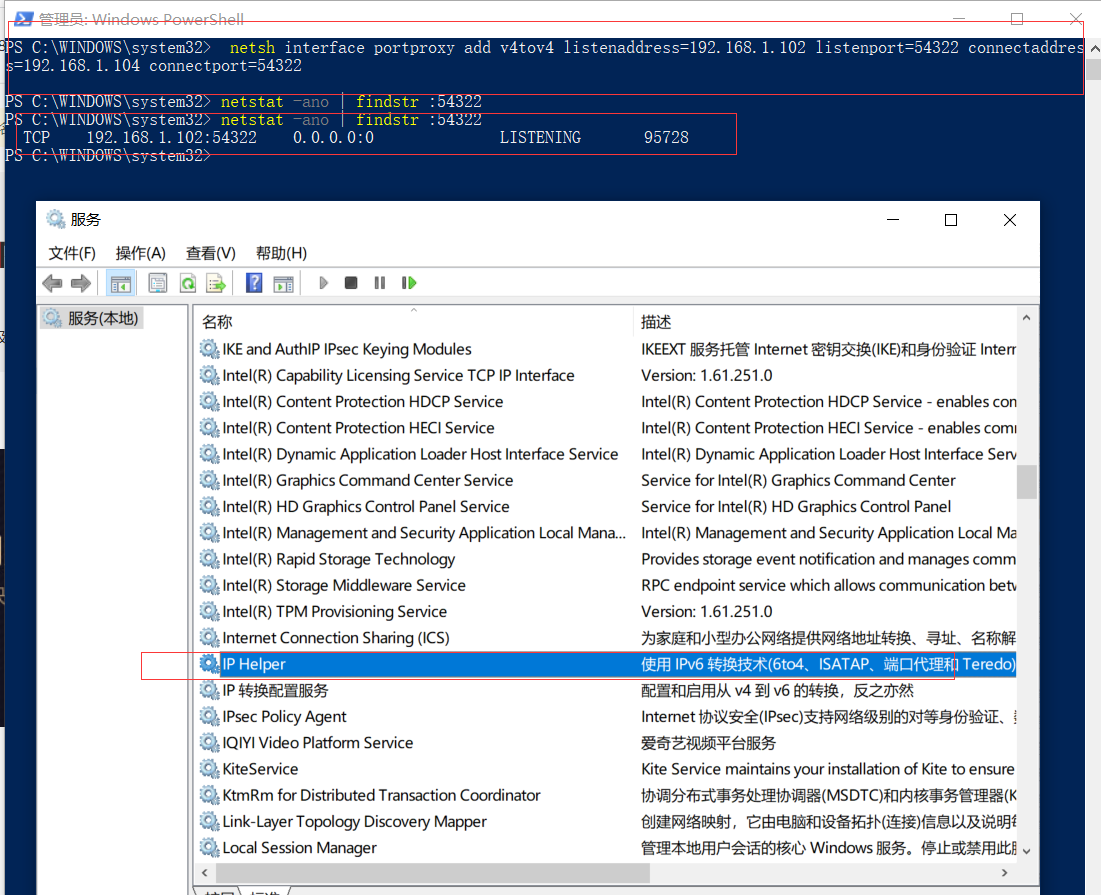 管理员: Windows PowerShell
PS C:\WINDOWS\system32>  netsh interface portproxy add v4tov4 listenaddress=192.168.1.102 listenport=54322 connectaddres
s=192.168.1.104 connectport=54322
PS C:\WINDOWS\system32> netstat -ano | findstr :54322
PS C:\WINDOWS\system32> netstat -ano | findstr :54322
TCP 192.168.1.102:54322 0.0.0.0:0 LISTENING 95728
PS C:\WINDOWS\system32>
服务
文件(F) 操作(A) 查看(V) 帮助(H)
服务(本地)
名称 描述
IKE and AuthIP IPsec Keying Modules IKEEXT 服务托管 Internet 密钥交换(IKE)和身份验证 Intern
Intel(R) Capability Licensing Service TCP IP Interface Version: 1.61.251.0
Intel(R) Content Protection HDCP Service Intel(R) Content Protection HDCP Service - enables con
Intel(R) Content Protection HECI Service Intel(R) Content Protection HECI Service - enables comm
Intel(R) Dynamic Application Loader Host Interface Service Intel(R) Dynamic Application Loader Host Interface Serv
Intel(R) Graphics Command Center Service Service for Intel(R) Graphics Command Center
Intel(R) HD Graphics Control Panel Service Service for Intel(R) HD Graphics Control Panel
Intel(R) Management and Security Application Local Mana... Intel(R) Management and Security Application Local Ma
Intel(R) Rapid Storage Technology Provides storage event notification and manages comm
Intel(R) Storage Middleware Service RPC endpoint service which allows communication betw
Intel(R) TPM Provisioning Service Version: 1.61.251.0
Internet Connection Sharing (ICS) 为家庭和小型办公网络提供网络地址转换、寻址、名称解
IP Helper 使用 IPv6 转换技术(6to4、ISATAP、端口代理和 Teredo)
IP 转换配置服务 配置和启用从 v4 到 v6 的转换，反之亦然
IPsec Policy Agent Internet 协议安全(IPsec)支持网络级别的对等身份验证、
IQIYI Video Platform Service 爱奇艺视频平台服务
KiteService Kite Service maintains your installation of Kite to ensure
KtmRm for Distributed Transaction Coordinator 协调分布式事务处理协调器(MSDTC)和内核事务管理器(K
Link-Layer Topology Discovery Mapper 创建网络映射，它由电脑和设备拓扑(连接)信息以及说明每
Local Session Manager 管理本地用户会话的核心 Windows 服务。停止或禁用此服
扩展 标准